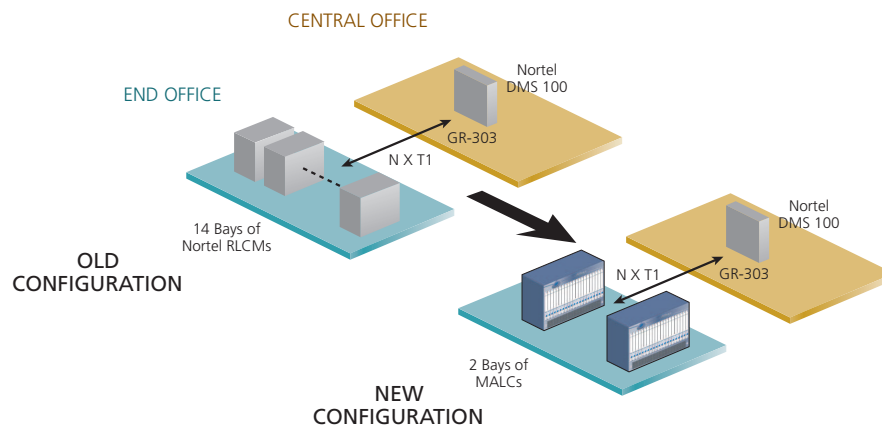 CENTRAL OFFICE
Nortel
DMS 100
END OFFICE
GR-303
N X T1
14 Bays of
Nortel RLCMs
OLD
CONFIGURATION
Nortel
DMS 100
GR-303
N X T1
2 Bays of
MALCs
NEW
CONFIGURATION